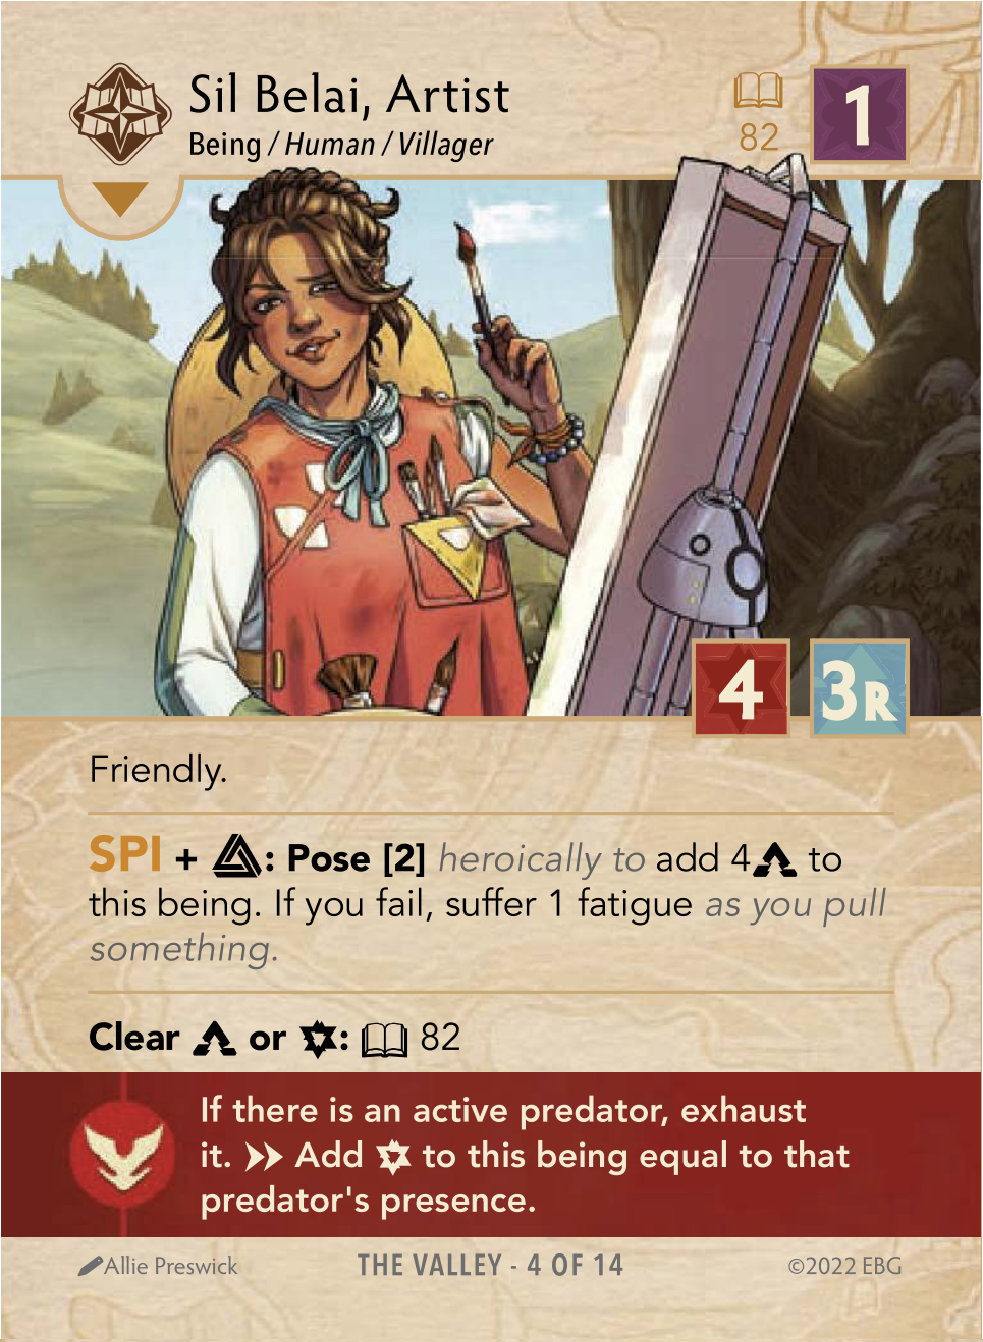 Sil Belai, Artist
Being / Human / Villager
82
1
4
3R
Friendly.
SPI + : Pose [2] heroically to add 4 to
this being. If you fail, suffer 1 fatigue as you pull
something.
Clear or : 82
If there is an active predator, exhaust
it. Add to this being equal to that
predator's presence.
Allie Preswick
THE VALLEY - 4 OF 14
©2022 EBG